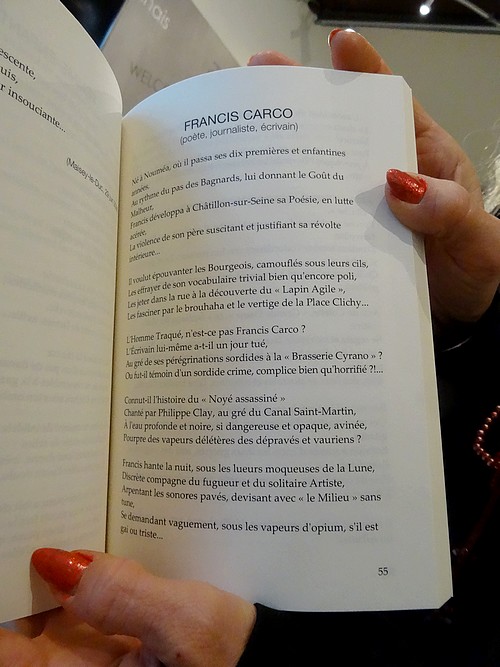 nais
WELC
escente,
uis,
r insouciante...
FRANCIS CARCO
(poète, journaliste, écrivain)
Né à Nouméa, où il passa ses dix premières et enfantines
années.
Au rythme du pas des Bagnards, lui donnant le Goût du
Malheur,
Francis développa à Châtillon-sur-Seine sa Poésie, en lutte
acérée,
La violence de son père suscitant et justifiant sa révolte
intérieure...
Il voulut épouvanter les Bourgeois, camouflés sous leurs cils,
Les effrayer de son vocabulaire trivial bien qu'encore poli,
Les jeter dans la rue à la découverte du « Lapin Agile »,
Les fasciner par le brouhaha et le vertige de la Place Clichy...
L'Homme Traqué, n'est-ce pas Francis Carco ?
L'Écrivain lui-même a-t-il un jour tué,
Au gré de ses pérégrinations sordides à la « Brasserie Cyrano » ?
Ou fut-il témoin d'un sordide crime, complice bien qu'horrifié ?!...
Connut-il l'histoire du « Noyé assassiné »
Chanté par Philippe Clay, au gré du Canal Saint-Martin,
À l'eau profonde et noire, si dangereuse et opaque, avinée,
Pourpre des vapeurs délétères des dépravés et vauriens ?
Francis hante la nuit, sous les lueurs moqueuses de la Lune,
Discrète compagne du fugueur et du solitaire Artiste,
Arpentant les sonores pavés, devisant avec « le Milieu » sans
rune,
Se demandant vaguement, sous les vapeurs d'opium, s'il est
gai ou triste...
55